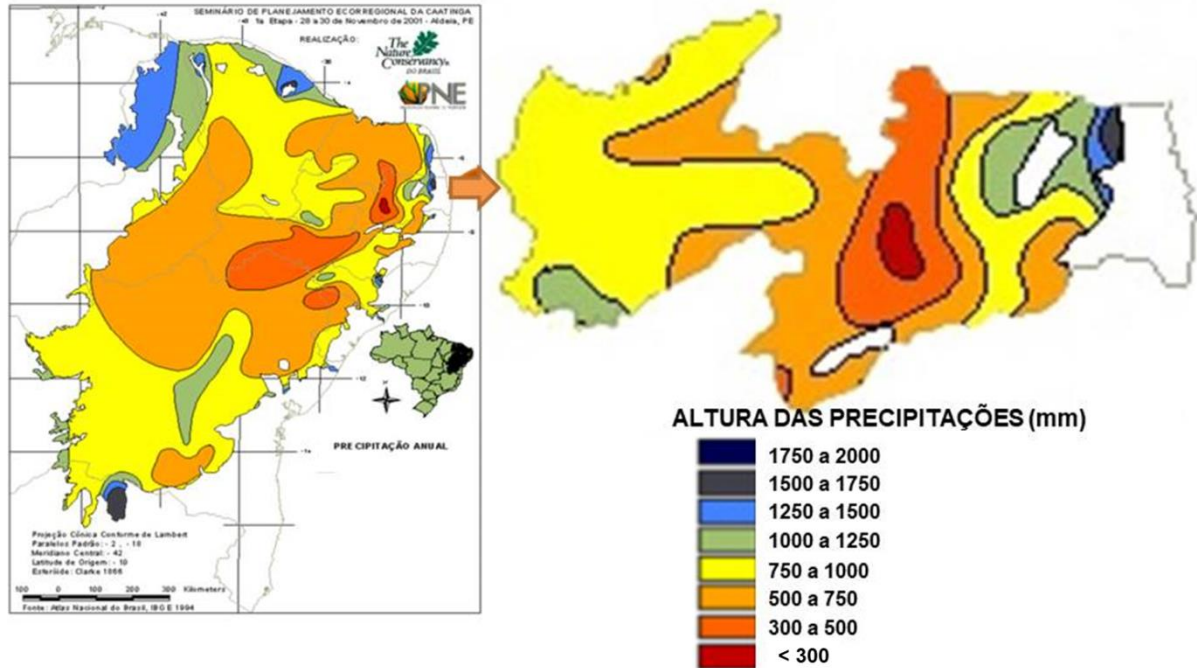 SEMINÁRIO DE PLANEJAMENTO ECORREGIONAL DA CAATINGA
1a. Etapa - 28 a 30 de Novembro de 2001 - Aldeia, PE
REALIZAÇÃO:
The
Nature
Conservancy®
DO BRASIL
PNE
PRECIPITAÇÃO ANUAL
Projeção Cônica Conforme de Lambert
Paralelos Padrão: - 2 , - 18
Meridiano Central: - 42
Latitude de Origem: - 10
Esferóide: Clarke 1866
100 0 100 200 300 Kilometers
Fonte: Atlas Nacional do Brasil, IBGE 1994
ALTURA DAS PRECIPITAÇÕES (mm)
1750 a 2000
1500 a 1750
1250 a 1500
1000 a 1250
750 a 1000
500 a 750
300 a 500
< 300